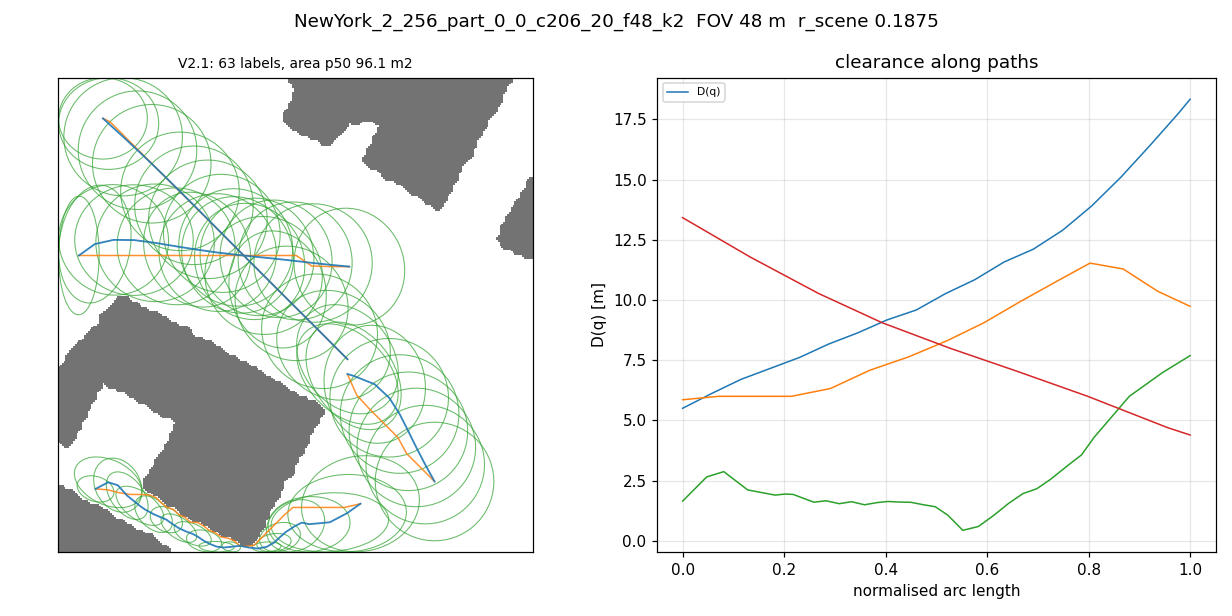 NewYork_2_256_part_0_0_c206_20_f48_k2  FOV 48 m  r_scene 0.1875
V2.1: 63 labels, area p50 96.1 m2
clearance along paths
D(q)
17.5
15.0
12.5
10.0
7.5
5.0
2.5
0.0
D(q) [m]
0.0 0.2 0.4 0.6 0.8 1.0
normalised arc length